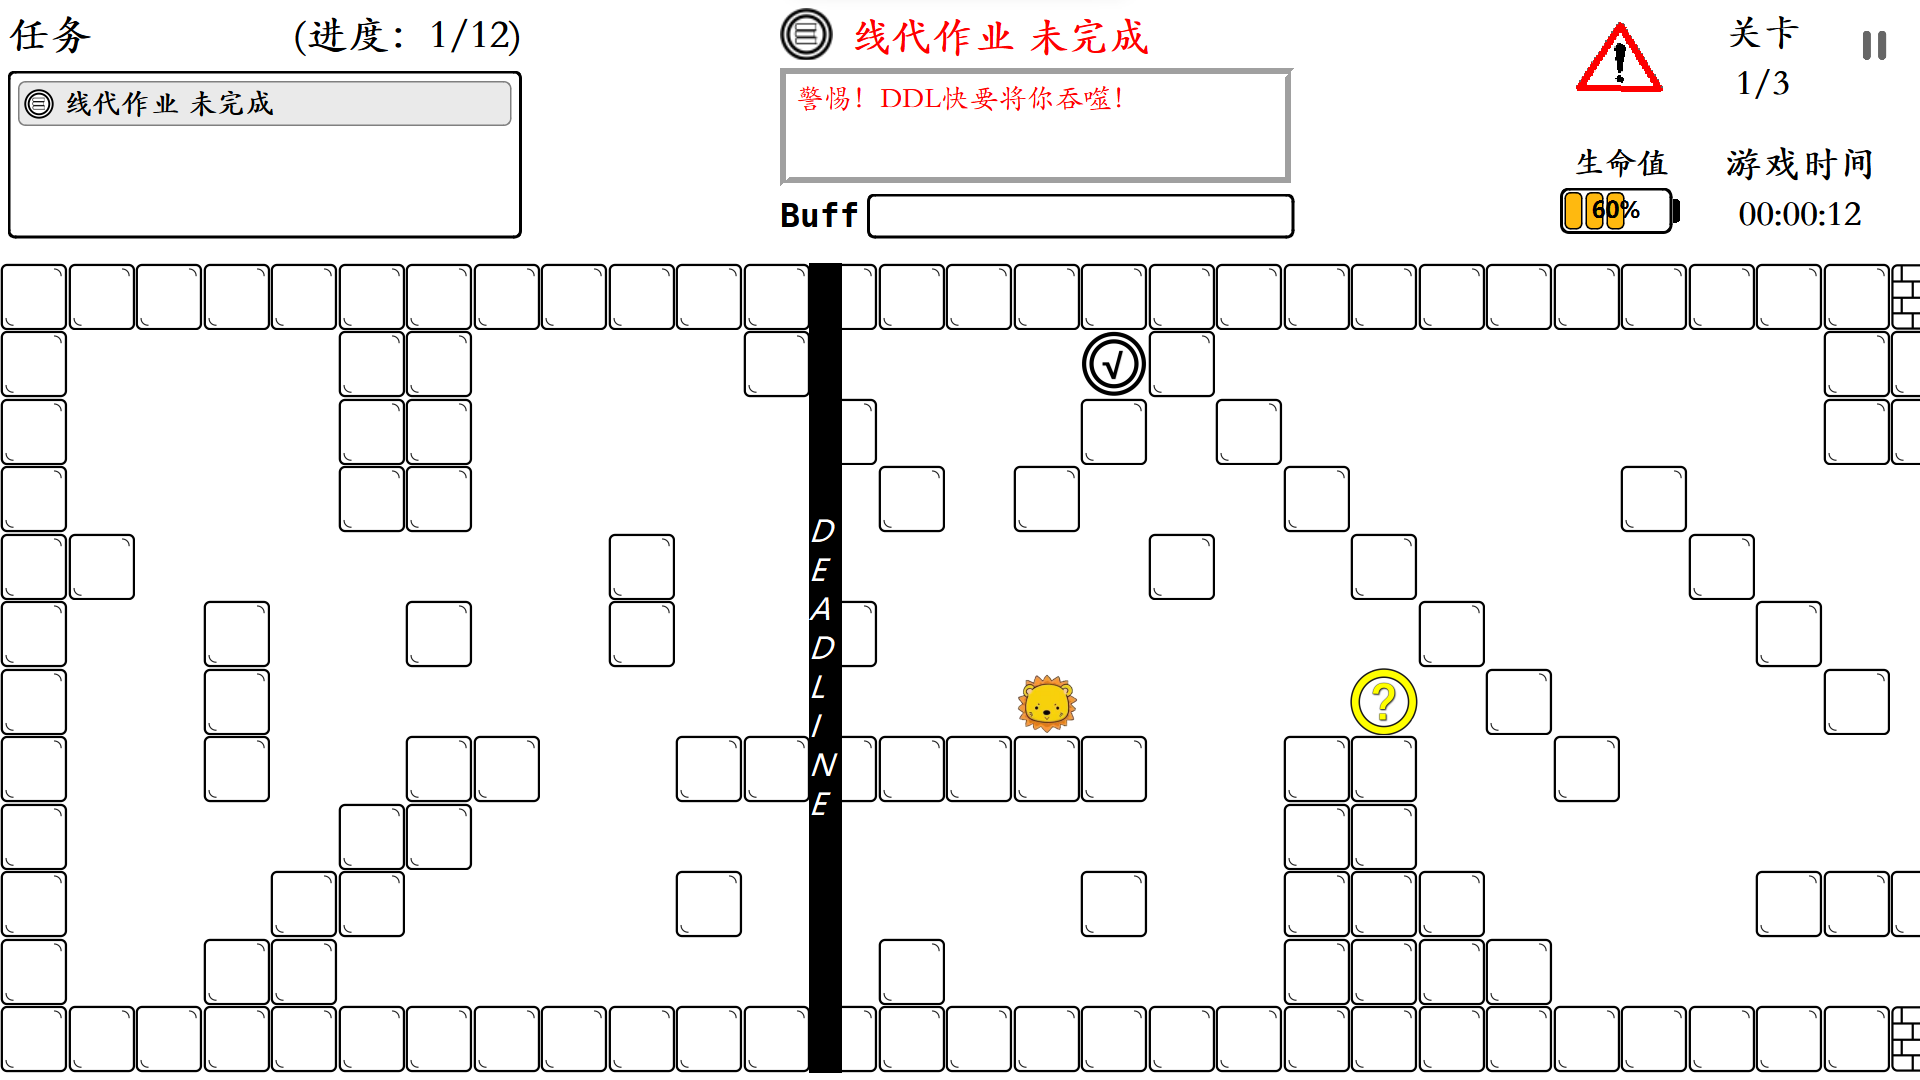 任务
(进度：1/12)
线代作业 未完成
线代作业 未完成
警惕！DDL快要将你吞噬！
Buff
关卡
1/3
生命值
60%
游戏时间
00:00:12
DEADLINE
√
?